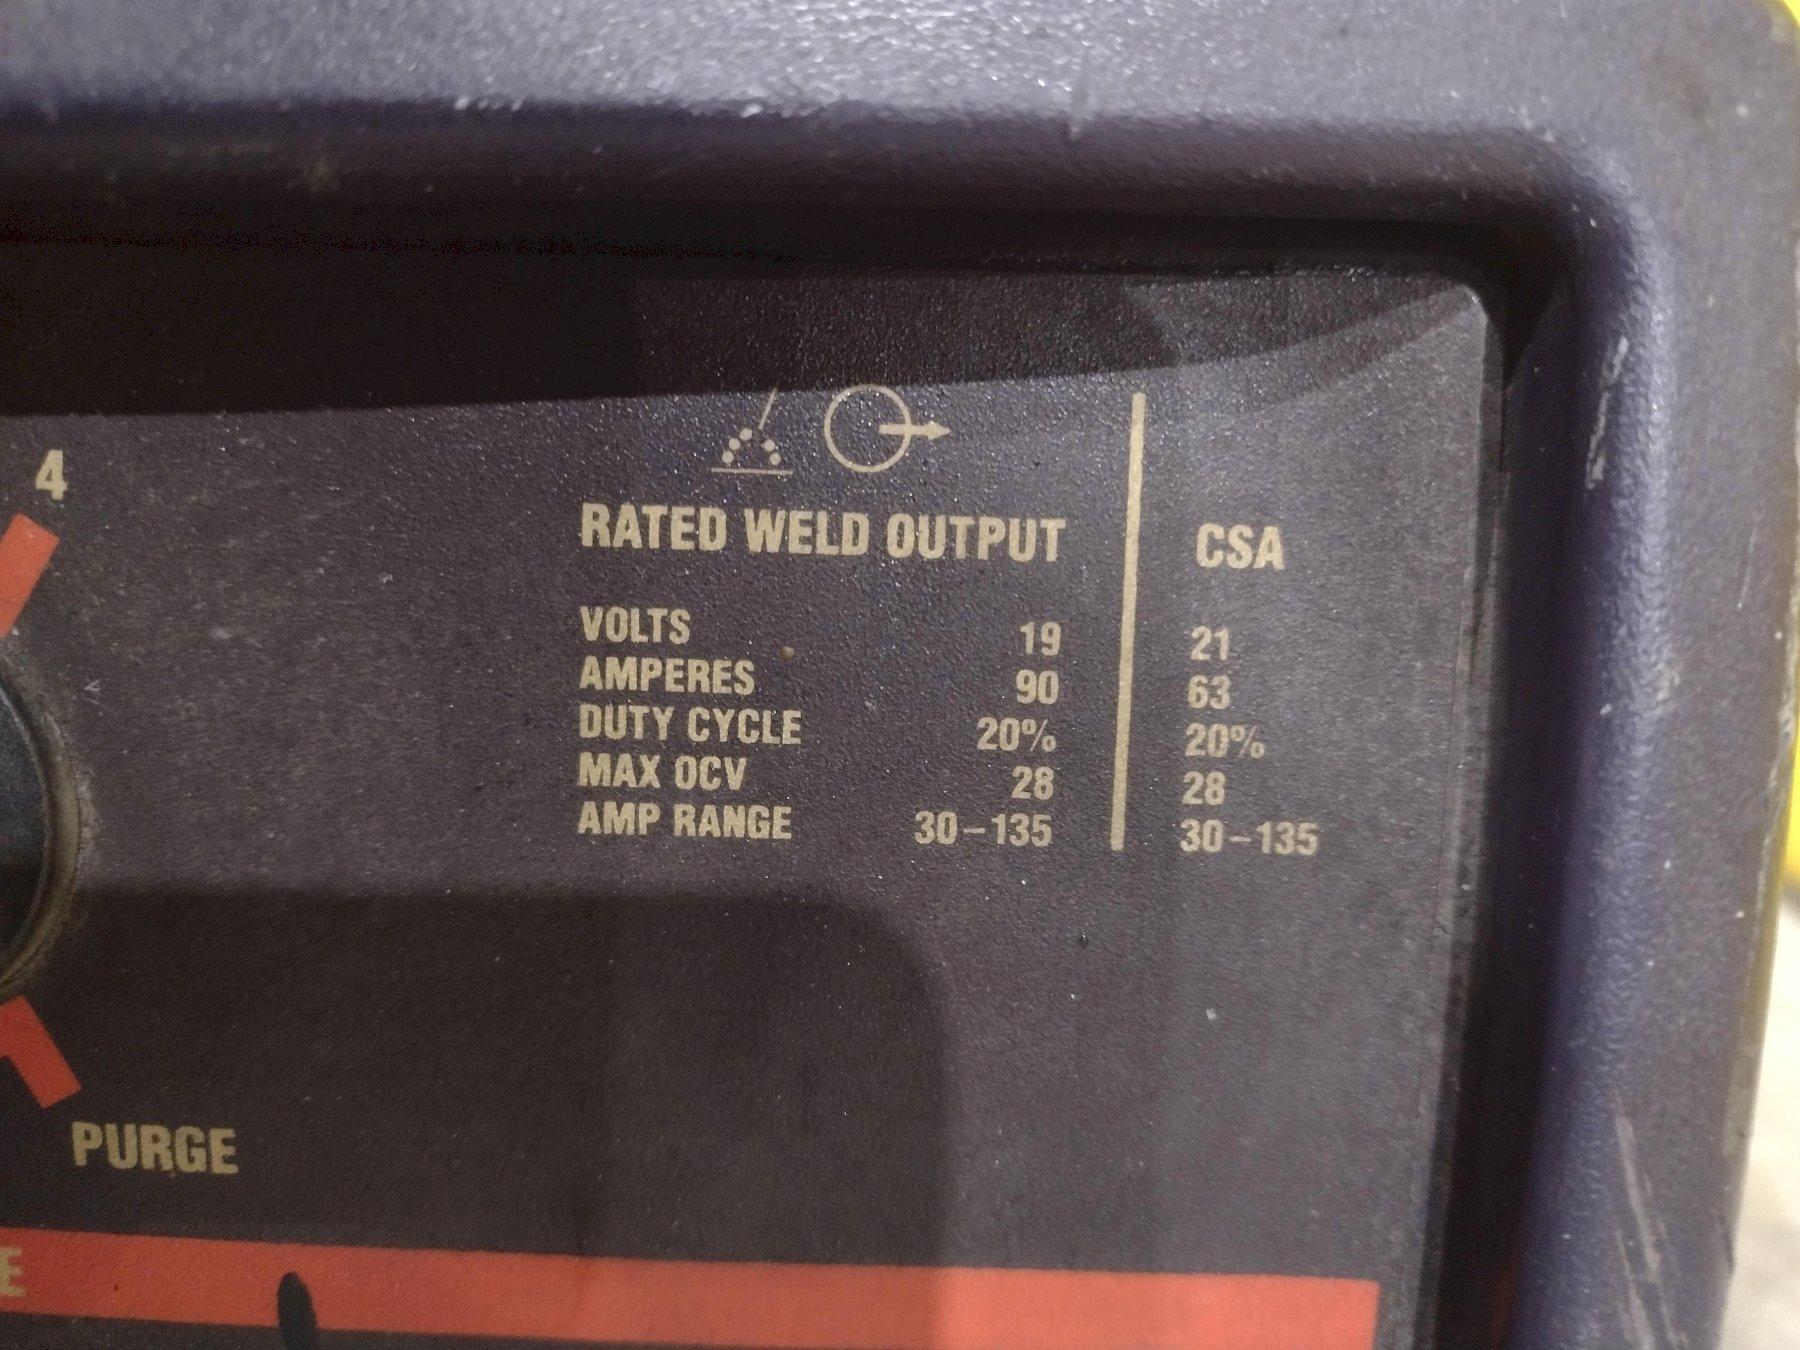 4
RATED WELD OUTPUT CSA
VOLTS 19 21
AMPERES 90 63
DUTY CYCLE 20% 20%
MAX OCV 28 28
AMP RANGE 30-135 30-135
PURGE
E